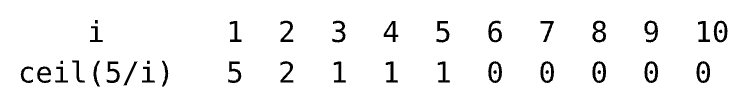 i 1 2 3 4 5 6 7 8 9 10
ceil(5/i) 5 2 1 1 1 0 0 0 0 0